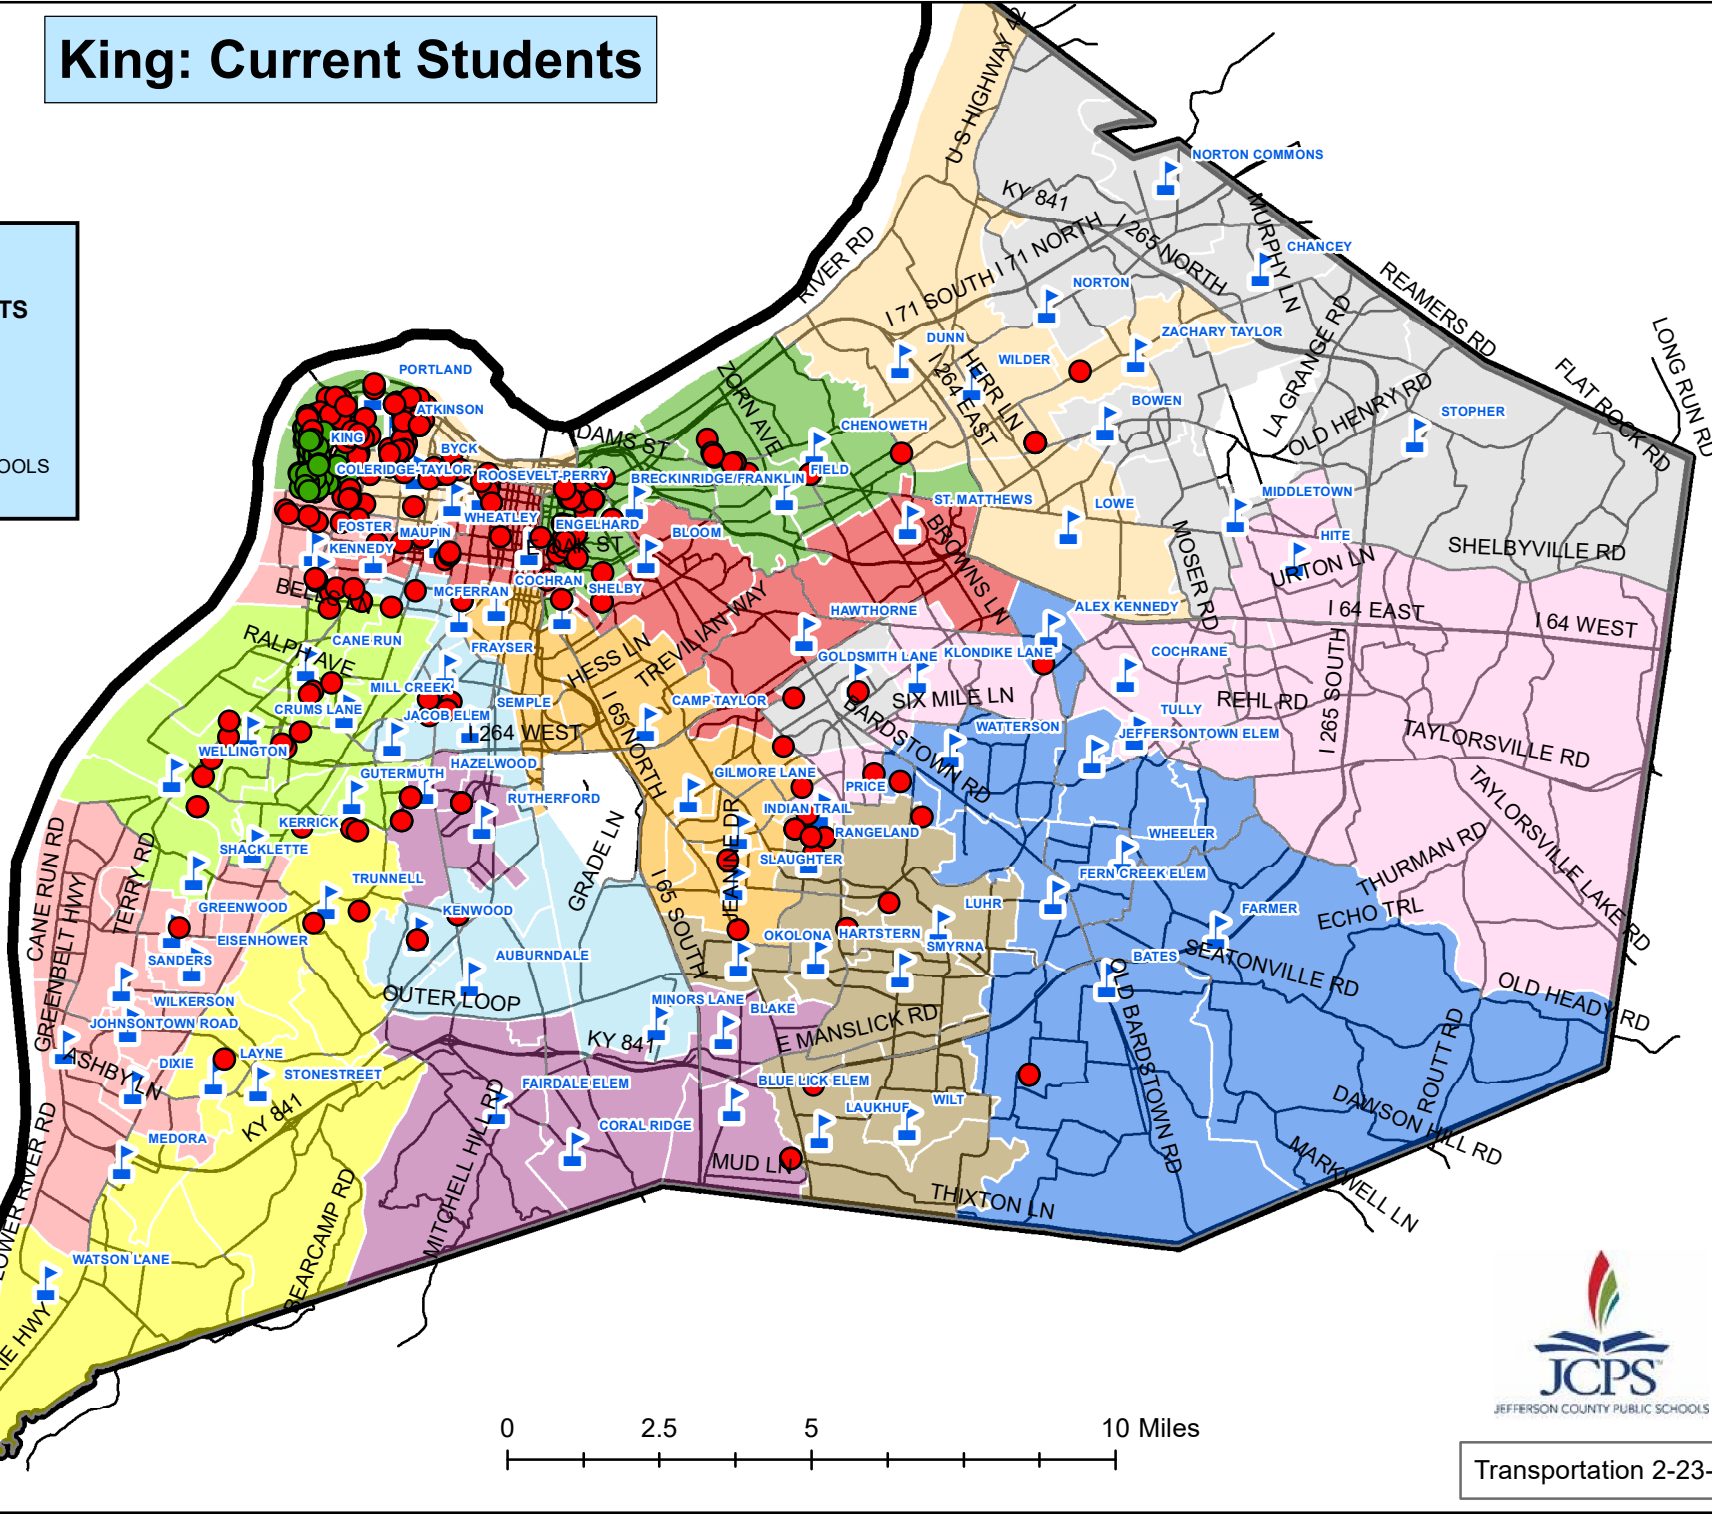 King: Current Students
TS
OOLS
U S HIGHWAY 42
NORTON COMMONS
KY 841
MURPHY LN
I 265 NORTH
I 71 NORTH
CHANCEY
RIVER RD
REAMERS RD
I 71 SOUTH
NORTON
LA GRANGE RD
LONG RUN RD
ZACHARY TAYLOR
DUNN
WILDER
HERR LN
I 264 EAST
FLAT ROCK RD
PORTLAND
ZORN AVE
OLD HENRY RD
BOWEN
ATKINSON
STOPHER
CHENOWETH
KING
DAMS ST
BYCK
COLERIDGE-TAYLOR
ROOSEVELT-PERRY
BRECKINRIDGE/FRANKLIN
FIELD
ST. MATTHEWS
LOWE
MIDDLETOWN
WHEATLEY
FOSTER
MAUPIN
ENGELHARD
BLOOM
BROWNS LN
MOSER RD
HITE
SHELBYVILLE RD
KENNEDY
E OAK ST
URTON LN
COCHRAN
SHELBY
BELLS LN
MCFERRAN
TREVILIAN WAY
HAWTHORNE
ALEX KENNEDY
I 64 EAST
I 64 WEST
RALPH AVE
CANE RUN
FRAYSER
HESS LN
GOLDSMITH LANE
KLONDIKE LANE
COCHRANE
I 265 SOUTH
MILL CREEK
CRUMS LANE
JACOB ELEM
SEMPLE
CAMP TAYLOR
SIX MILE LN
REHL RD
I 65 NORTH
BARDSTOWN RD
WATTERSON
TULLY
JEFFERSONTOWN ELEM
TAYLORSVILLE RD
I 264 WEST
WELLINGTON
GUTERMUTH
HAZELWOOD
GILMORE LANE
PRICE
RUTHERFORD
INDIAN TRAIL
RANGELAND
TAYLORSVILLE LAKE RD
KERRICK
SHACKLETTE
CANE RUN RD
TERRY RD
GRADE LN
JEANNE DR
SLAUGHTER
WHEELER
FERN CREEK ELEM
THURMAN RD
TRUNNELL
GREENWOOD
GREENBELT HWY
KENWOOD
I 65 SOUTH
LUHR
FARMER
ECHO TRL
EISENHOWER
OKOLONA
HARTSTERN
SMYRNA
SANDERS
AUBURNDALE
BATES
SEATONVILLE RD
WILKERSON
OUTER LOOP
MINORS LANE
BLAKE
OLD HEADY RD
JOHNSONTOWN ROAD
E MANSLICK RD
KY 841
OLD BARDSTOWN RD
ROUTT RD
ASHBY LN
DIXIE
LAYNE
STONESTREET
FAIRDALE ELEM
BLUE LICK ELEM
LAUKHUF
WILT
DAWSON HILL RD
KY 841
MEDORA
MITCHELL HILL RD
CORAL RIDGE
MUD LN
MARKWELL LN
LOWER RIVER RD
BEARCAMP RD
THIXTON LN
WATSON LANE
IE HWY
JCPS
JEFFERSON COUNTY PUBLIC SCHOOLS
0 2.5 5 10 Miles
Transportation 2-23-